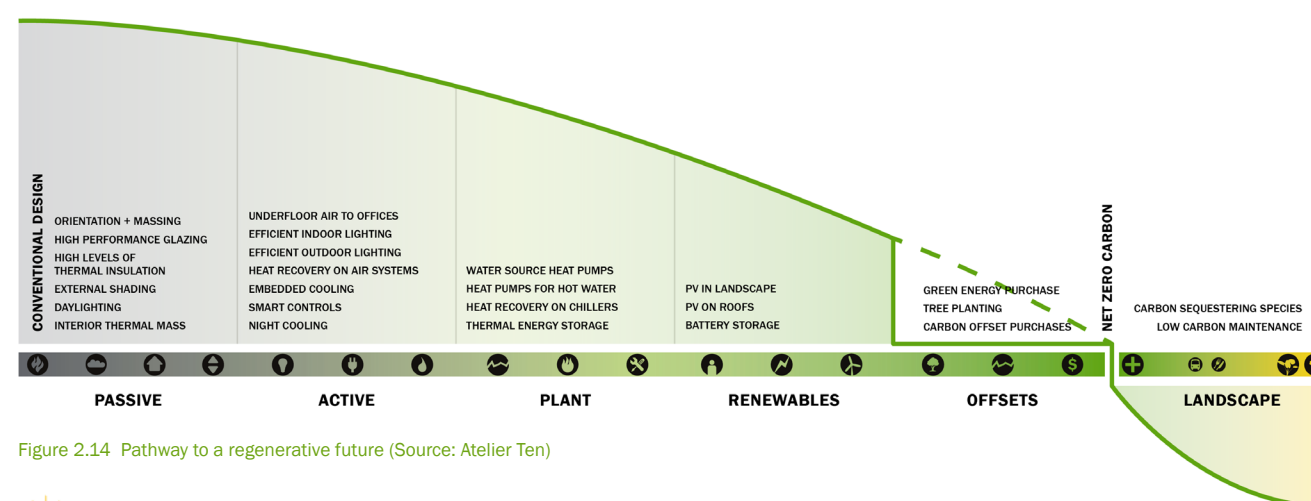 CONVENTIONAL DESIGN
ORIENTATION + MASSING
HIGH PERFORMANCE GLAZING
HIGH LEVELS OF
THERMAL INSULATION
EXTERNAL SHADING
DAYLIGHTING
INTERIOR THERMAL MASS
UNDERFLOOR AIR TO OFFICES
EFFICIENT INDOOR LIGHTING
EFFICIENT OUTDOOR LIGHTING
HEAT RECOVERY ON AIR SYSTEMS
EMBEDDED COOLING
SMART CONTROLS
NIGHT COOLING
WATER SOURCE HEAT PUMPS
HEAT PUMPS FOR HOT WATER
HEAT RECOVERY ON CHILLERS
THERMAL ENERGY STORAGE
PV IN LANDSCAPE
PV ON ROOFS
BATTERY STORAGE
GREEN ENERGY PURCHASE
TREE PLANTING
CARBON OFFSET PURCHASES
NET ZERO CARBON
CARBON SEQUESTERING SPECIES
LOW CARBON MAINTENANCE
$
PASSIVE
ACTIVE
PLANT
RENEWABLES
OFFSETS
LANDSCAPE
Figure 2.14 Pathway to a regenerative future (Source: Atelier Ten)